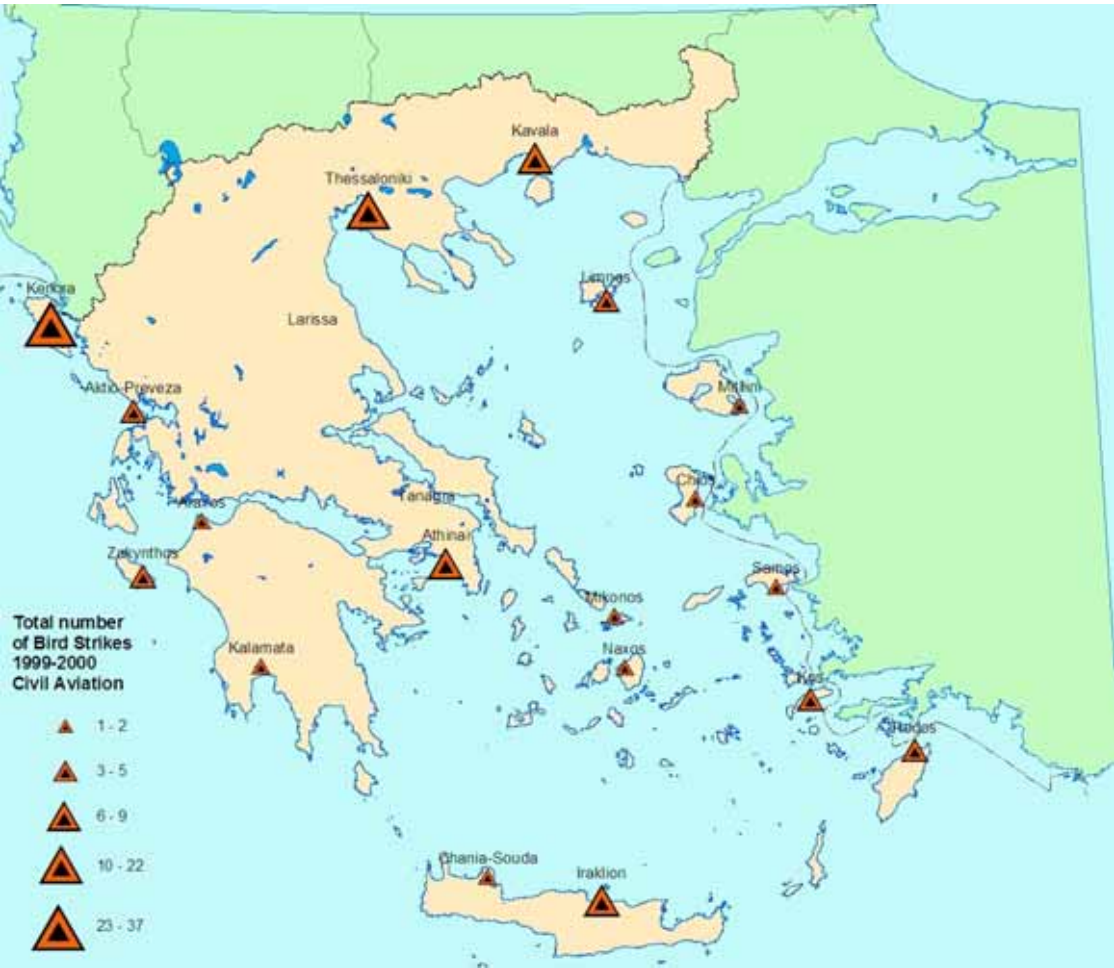 Kavala
Thessaloniki
Limnos
Kerkira
Larissa
Aktio-Preveza
Mitilini
Chios
Tanagra
Araxos
Athinai
Zakynthos
Samos
Mikonos
Total number
of Bird Strikes
1999-2000
Civil Aviation
Kalamata
Naxos
Kos
Rodos
1 - 2
3 - 5
6 - 9
10 - 22
23 - 37
Chania-Souda
Iraklion